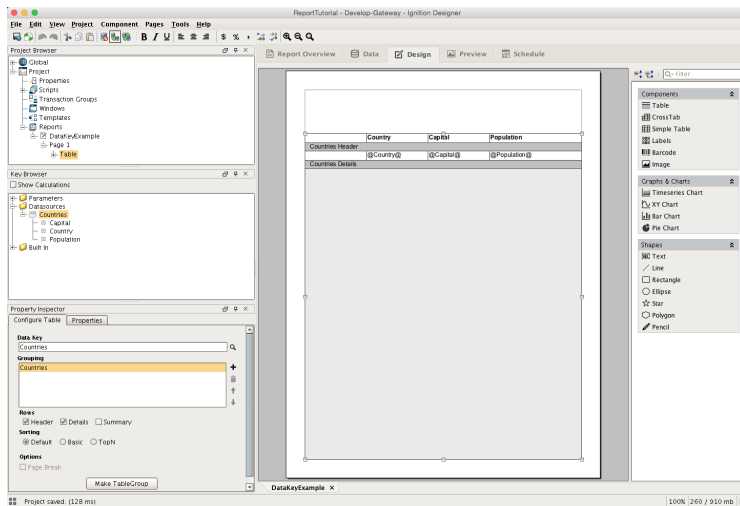 ReportTutorial - Develop-Gateway - Ignition Designer
File Edit View Project Component Pages Tools Help
B I U $ % ,
Project Browser
Global
Project
Properties
Scripts
Transaction Groups
Windows
Templates
Reports
DataKeyExample
Page 1
Table
Key Browser
Show Calculations
Parameters
Datasources
Countries
Capital
Country
Population
Built In
Property Inspector
Configure Table Properties
Data Key
Countries
Grouping
Countries
Rows
Header Details Summary
Sorting
Default Basic TopN
Options
Page Break
Make TableGroup
Report Overview Data Design Preview Schedule
Country Capital Population
Countries Header
@Country@ @Capital@ @Population@
Countries Details
DataKeyExample ×
Filter
Components
Table
CrossTab
Simple Table
Labels
Barcode
Image
Graphs & Charts
Timeseries Chart
XY Chart
Bar Chart
Pie Chart
Shapes
Text
Line
Rectangle
Ellipse
Star
Polygon
Pencil
Project saved. (128 ms)
100% 260 / 910 mb